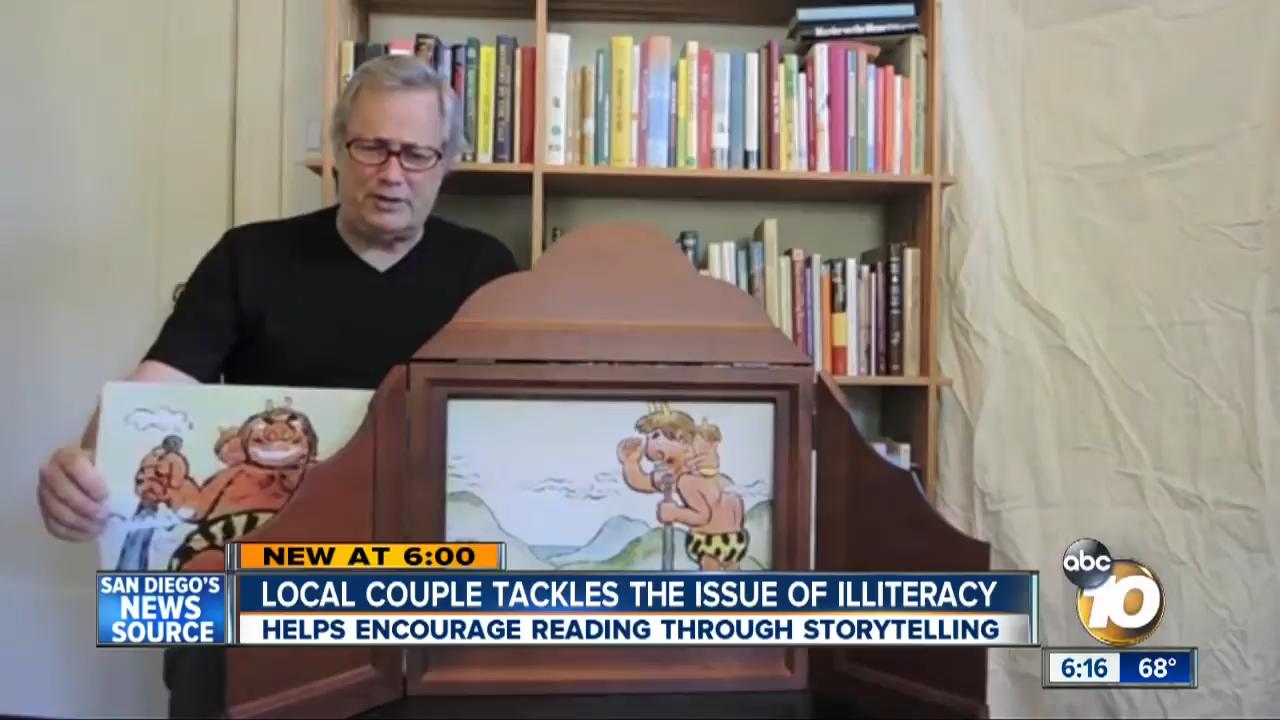 NEW AT 6:00
SAN DIEGO'S
NEWS
SOURCE
LOCAL COUPLE TACKLES THE ISSUE OF ILLITERACY
HELPS ENCOURAGE READING THROUGH STORYTELLING
abc
10
6:16 68°